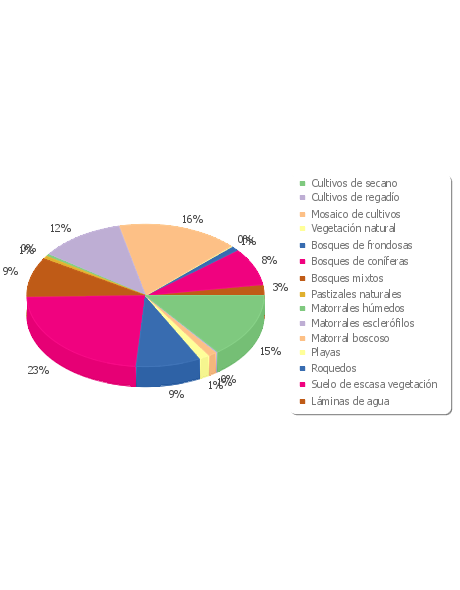 Cultivos de secano
Cultivos de regadío
Mosaico de cultivos
Vegetación natural
Bosques de frondosas
Bosques de coníferas
Bosques mixtos
Pastizales naturales
Matorrales húmedos
Matorrales esclerófilos
Matorral boscoso
Playas
Roquedos
Suelo de escasa vegetación
Láminas de agua
16%
12%
0%
1%
0%
1%
8%
9%
3%
15%
23%
0%
1%
1%
9%